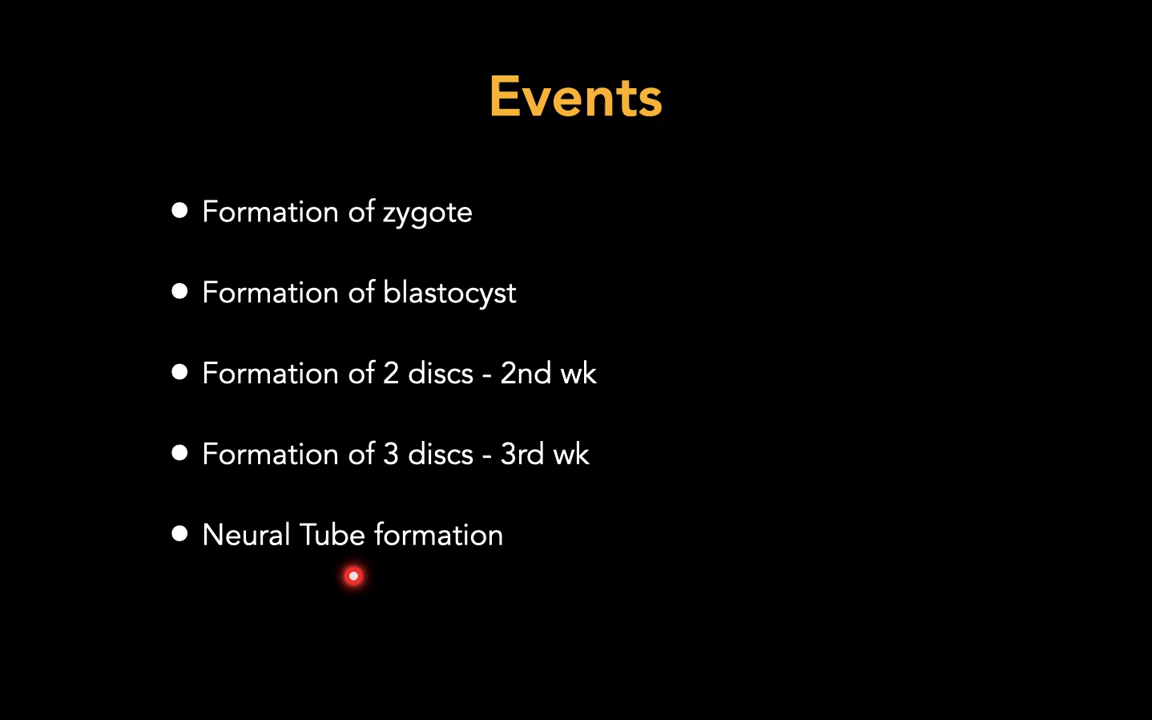 Events
• Formation of zygote
• Formation of blastocyst
• Formation of 2 discs - 2nd wk
• Formation of 3 discs - 3rd wk
• Neural Tube formation